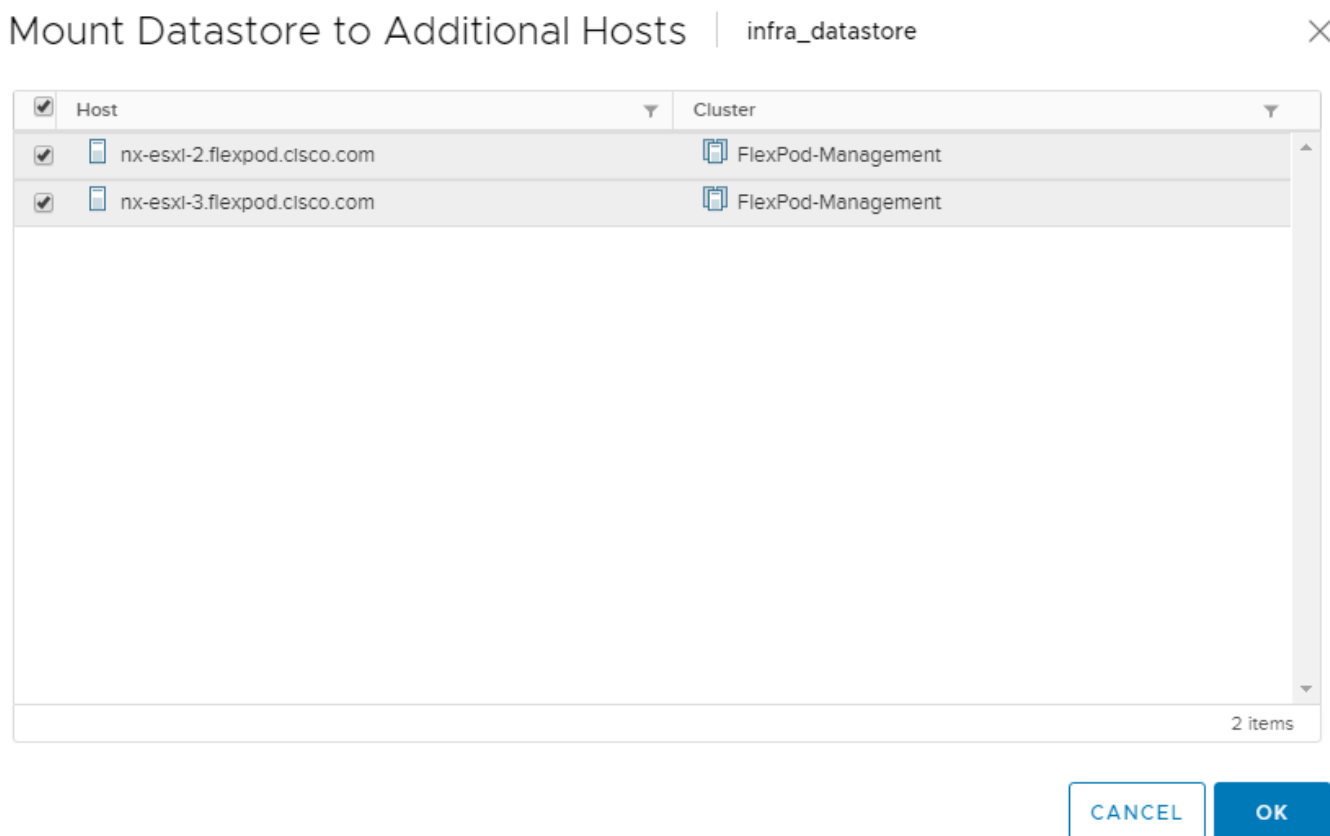 Mount Datastore to Additional Hosts infra_datastore
Host Cluster
nx-esxi-2.flexpod.cisco.com FlexPod-Management
nx-esxi-3.flexpod.cisco.com FlexPod-Management
2 items
CANCEL OK